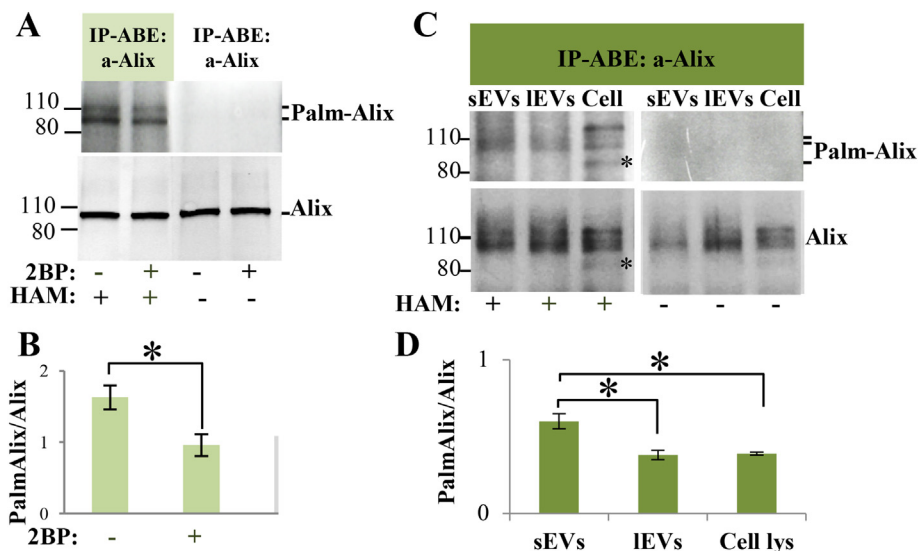 A
IP-ABE: a-Alix
IP-ABE: a-Alix
110
80
Palm-Alix
110
80
Alix
2BP: - + - +
HAM: + + - -
B
PalmAlix/Alix
2
1
0
*
2BP: - +
C
IP-ABE: a-Alix
sEVs lEVs Cell sEVs lEVs Cell
110
80
*
Palm-Alix
110
80
*
Alix
HAM: + + + - - -
D
PalmAlix/Alix
1
0
*
*
sEVs lEVs Cell lys